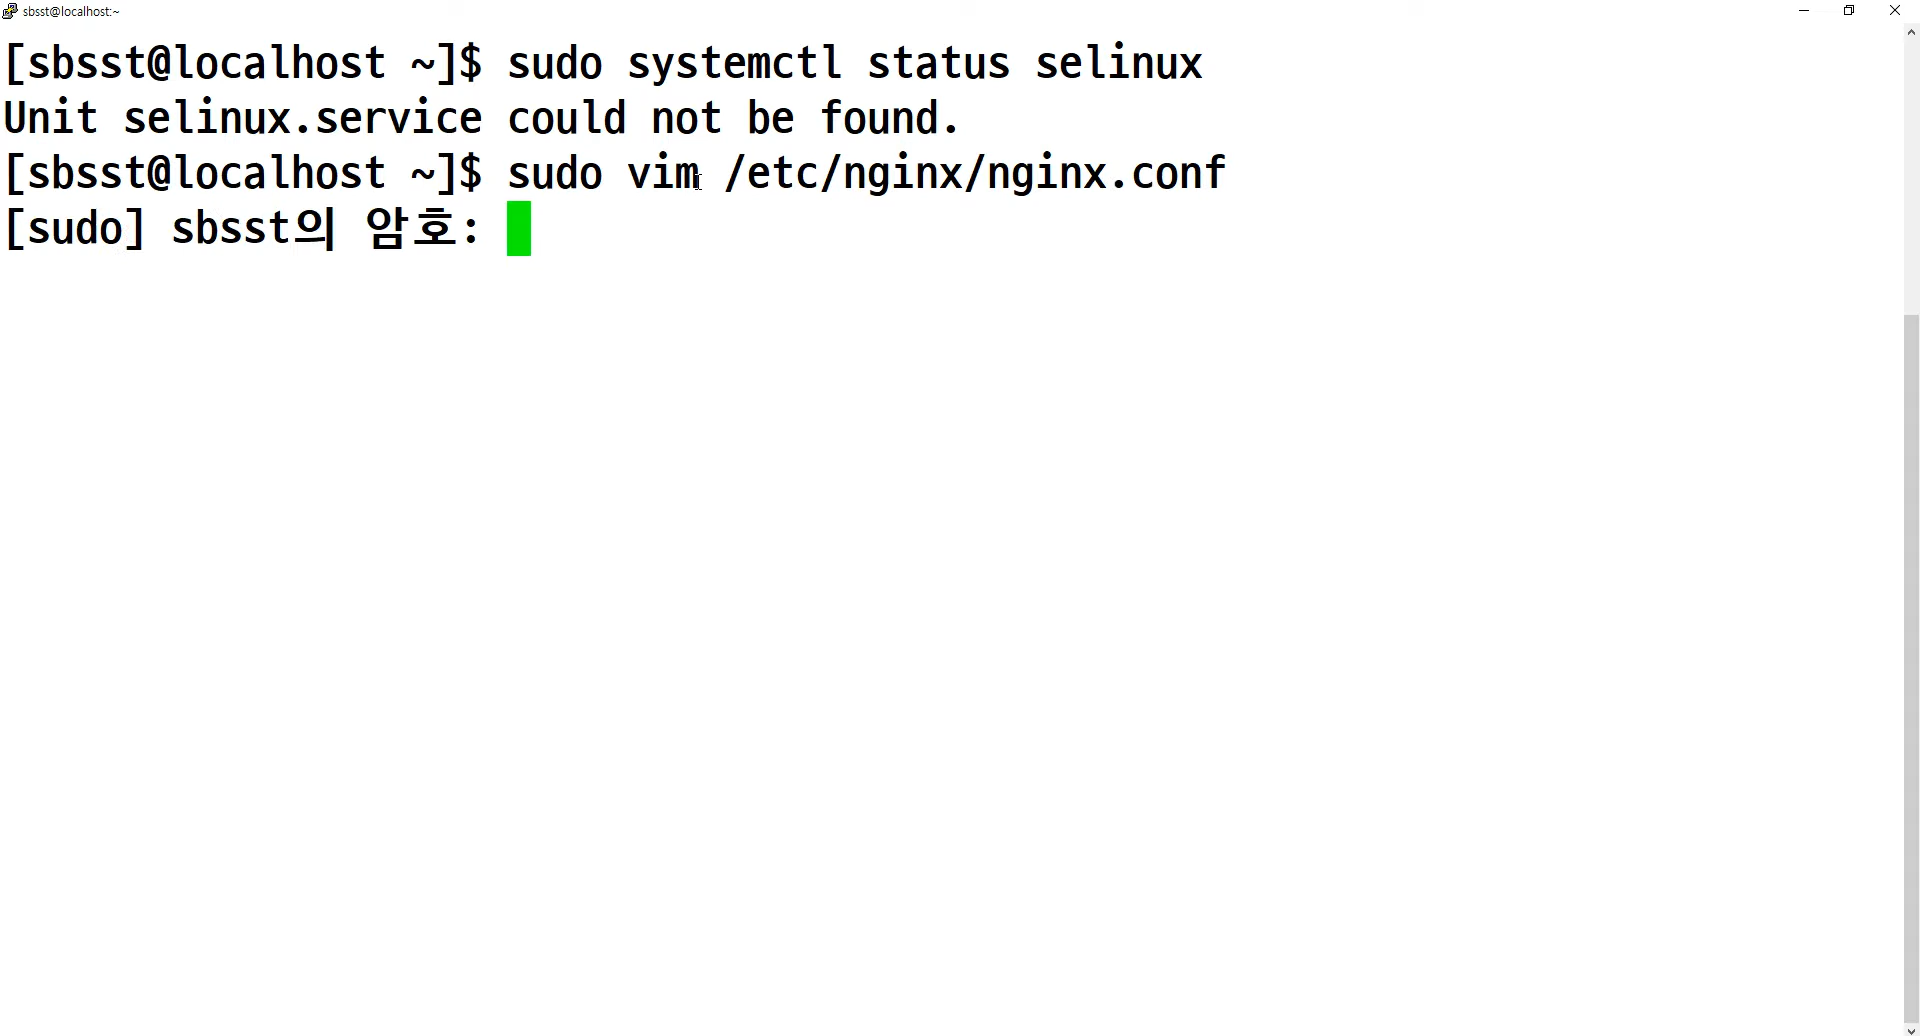 sbsst@localhost:~
[sbsst@localhost ~]$ sudo systemctl status selinux
Unit selinux.service could not be found.
[sbsst@localhost ~]$ sudo vim /etc/nginx/nginx.conf
[sudo] sbsst의 암호: